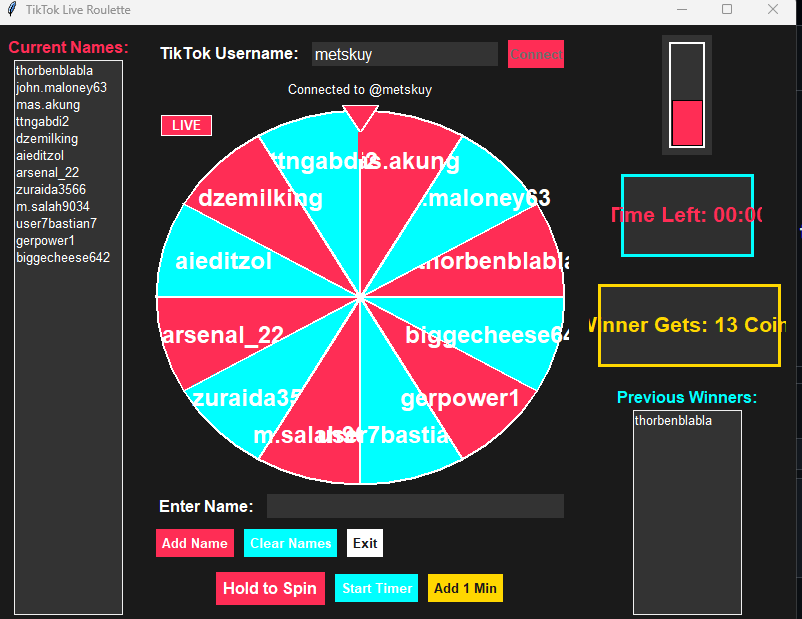 TikTok Live Roulette
Current Names:
thorbenblabla
john.maloney63
mas.akung
ttngabdi2
dzemilking
aieditzol
arsenal_22
zuraida3566
m.salah9034
user7bastian7
gerpower1
biggecheese642
TikTok Username:
metskuy
Connect
Connected to @metskuy
LIVE
ttngabdi2
as.akung
dzemilking
.maloney63
aieditzol
thorbenblabla
arsenal_22
biggecheese64
zuraida35
gerpower1
m.salah9
user7bastia
Enter Name:
Add Name
Clear Names
Exit
Hold to Spin
Start Timer
Add 1 Min
Time Left: 00:00
Winner Gets: 13 Coin
Previous Winners:
thorbenblabla